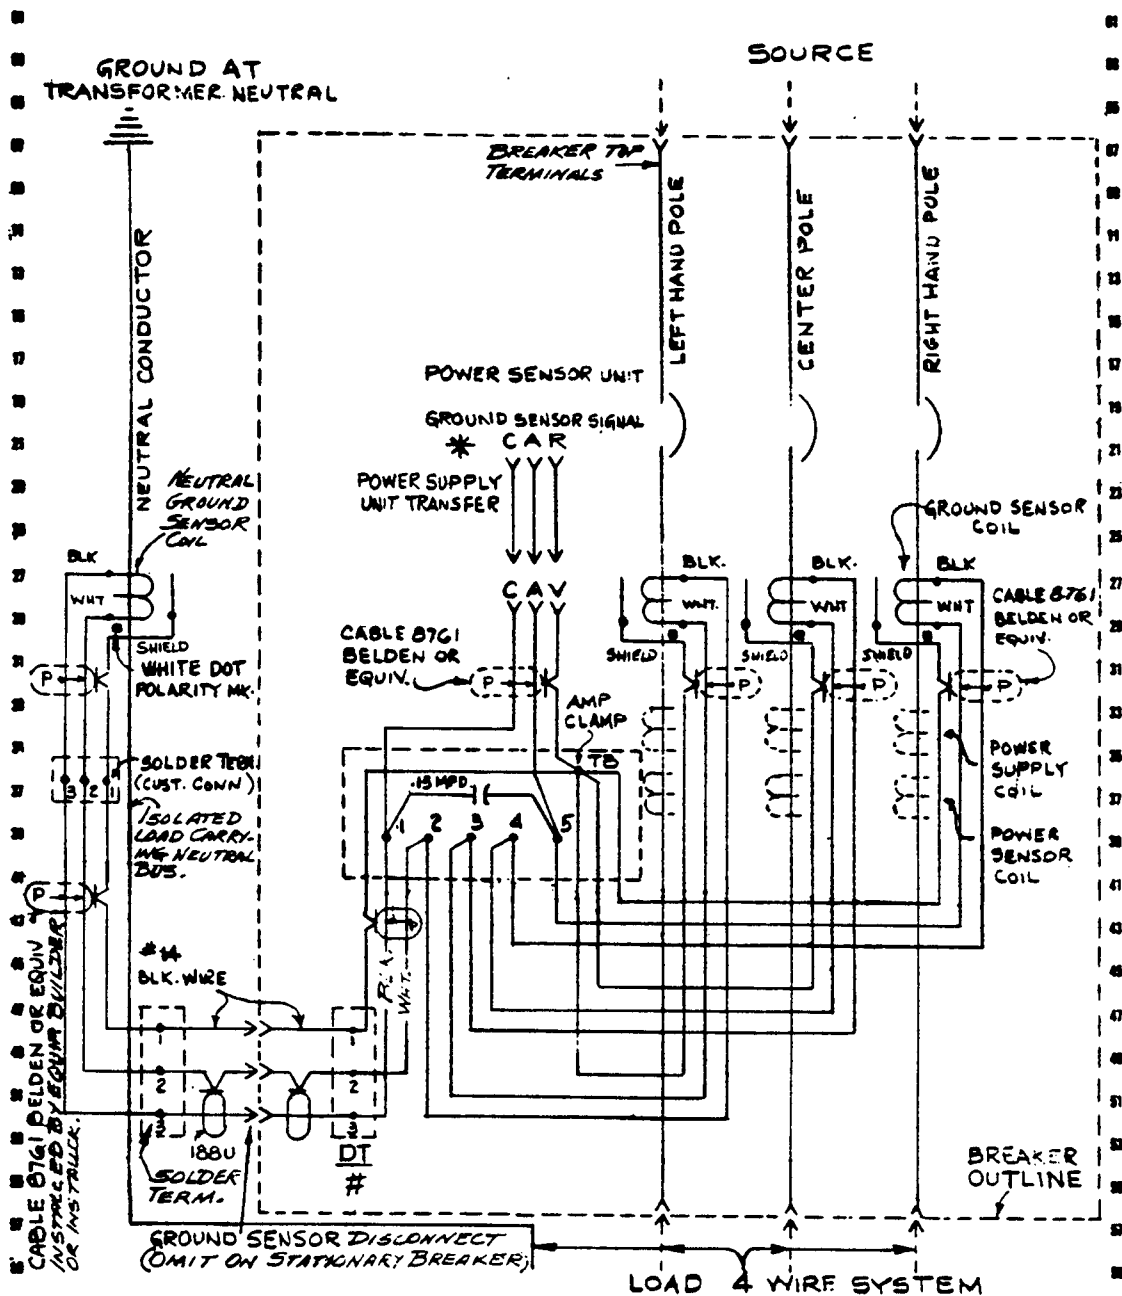 SOURCE
GROUND AT
TRANSFORMER NEUTRAL
BREAKER TOP
TERMINALS
NEUTRAL CONDUCTOR
LEFT HAND POLE
CENTER POLE
RIGHT HAND POLE
POWER SENSOR UNIT
GROUND SENSOR SIGNAL
* C A R
POWER SUPPLY
UNIT TRANSFER
C A V
NEUTRAL
GROUND
SENSOR
COIL
GROUND SENSOR
COIL
BLK
WHT
SHIELD
WHITE DOT
POLARITY MK.
BLK.
WHT.
SHIELD
BLK.
WHT
SHIELD
BLK
WHT
SHIELD
CABLE 8761
BELDEN OR
EQUIV.
CABLE 8761
BELDEN OR
EQUIV.
P
P
P
P
P
AMP
CLAMP
TB
.15 MFD
1 2 3 4 5
POWER
SUPPLY
COIL
POWER
SENSOR
COIL
SOLDER TERM
(CUST. CONN)
3 2 1
ISOLATED
LOAD CARRY-
ING NEUTRAL
BUS.
P
P
#14
BLK. WIRE
BLK.
WHT.
1
2
3
1
2
3
188U
SOLDER
TERM.
DT
#
CABLE 8761 BELDEN OR EQUIV
INSTALLED BY EQUIP BUILDER
OR INSTALLER.
BREAKER
OUTLINE
GROUND SENSOR DISCONNECT
(OMIT ON STATIONARY BREAKER)
LOAD 4 WIRE SYSTEM